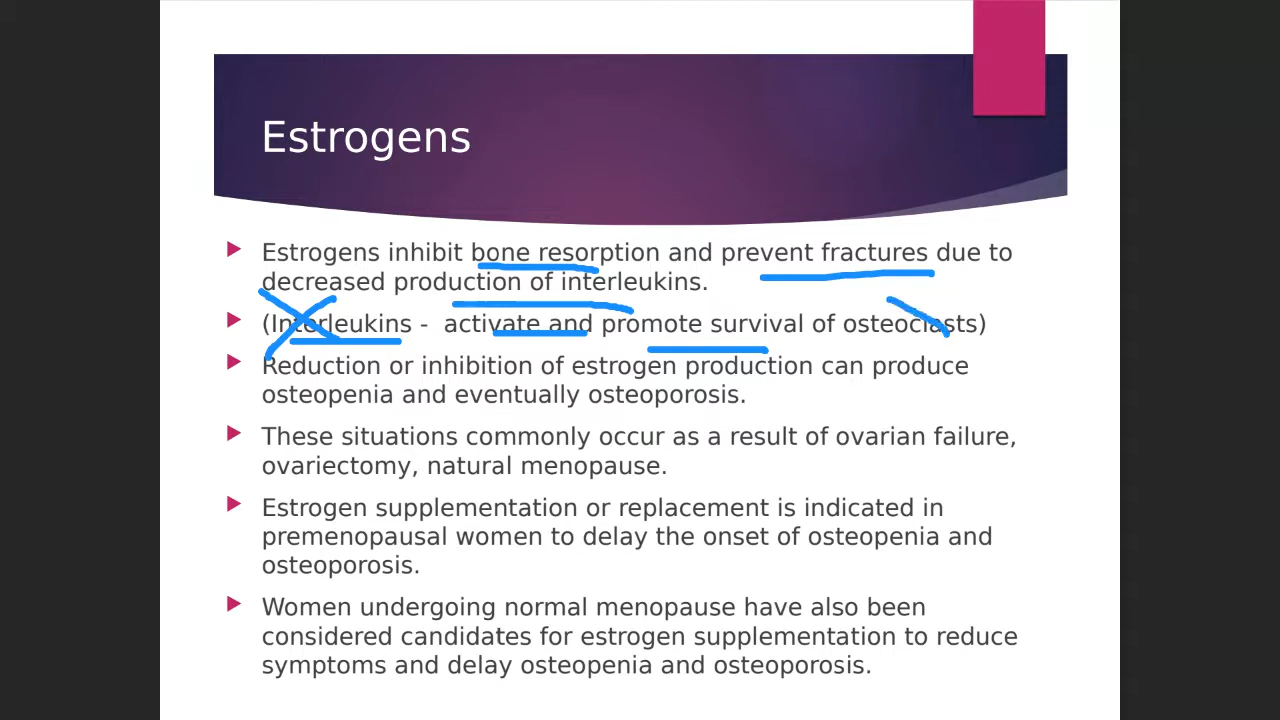 Estrogens
Estrogens inhibit bone resorption and prevent fractures due to
decreased production of interleukins.
(Interleukins -  activate and promote survival of osteoclasts)
Reduction or inhibition of estrogen production can produce
osteopenia and eventually osteoporosis.
These situations commonly occur as a result of ovarian failure,
ovariectomy, natural menopause.
Estrogen supplementation or replacement is indicated in
premenopausal women to delay the onset of osteopenia and
osteoporosis.
Women undergoing normal menopause have also been
considered candidates for estrogen supplementation to reduce
symptoms and delay osteopenia and osteoporosis.